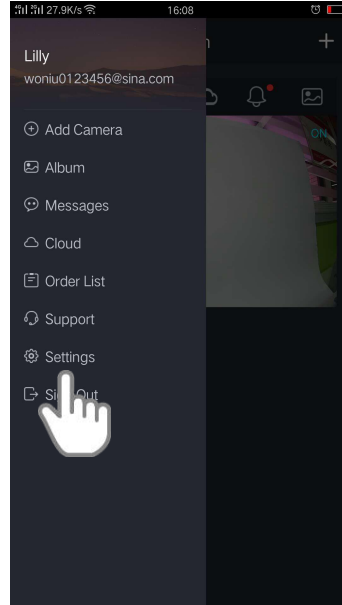 27.9K/s
16:08
Lilly
woniu0123456@sina.com
Add Camera
Album
Messages
ON
Cloud
Order List
Support
Settings